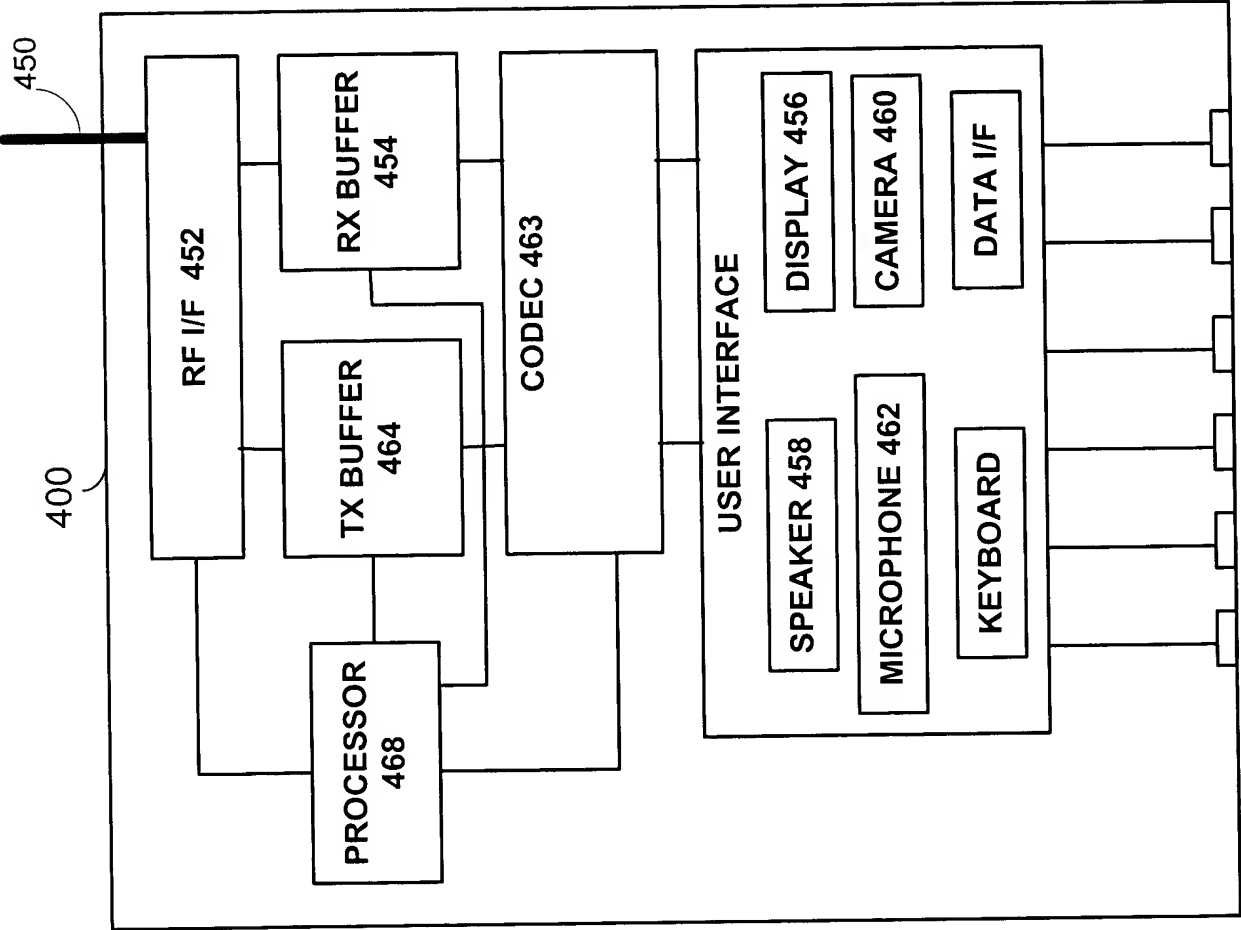 400
450
RF I/F 452
TX BUFFER
464
RX BUFFER
454
PROCESSOR
468
CODEC 463
USER INTERFACE
SPEAKER 458
DISPLAY 456
MICROPHONE 462
CAMERA 460
KEYBOARD
DATA I/F